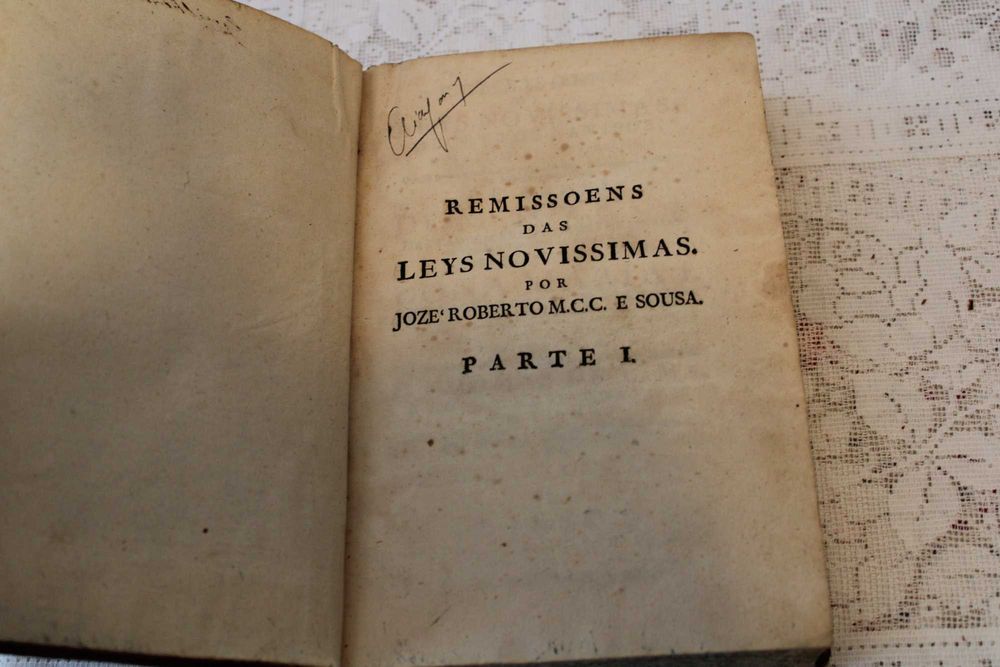 REMISSOENS
DAS
LEYS NOVISSIMAS.
POR
JOZE' ROBERTO M.C.C. E SOUSA.
PARTE I.